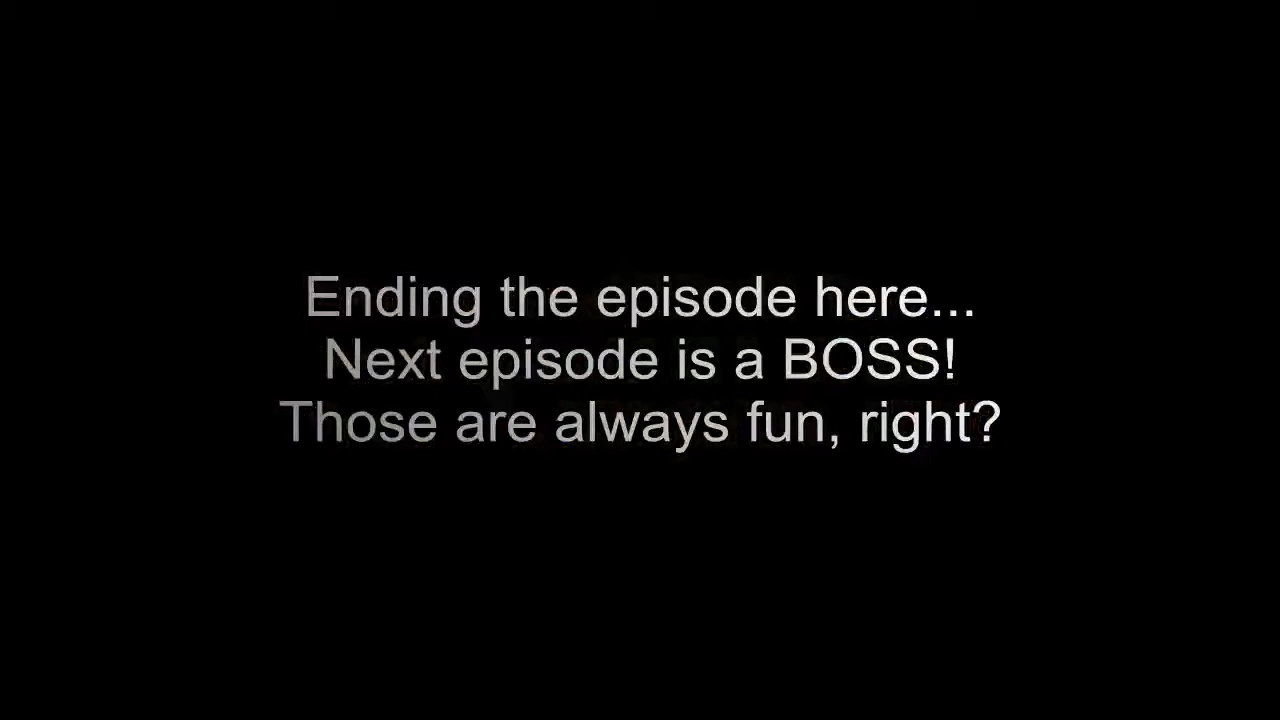 Ending the episode here...
Next episode is a BOSS!
Those are always fun, right?